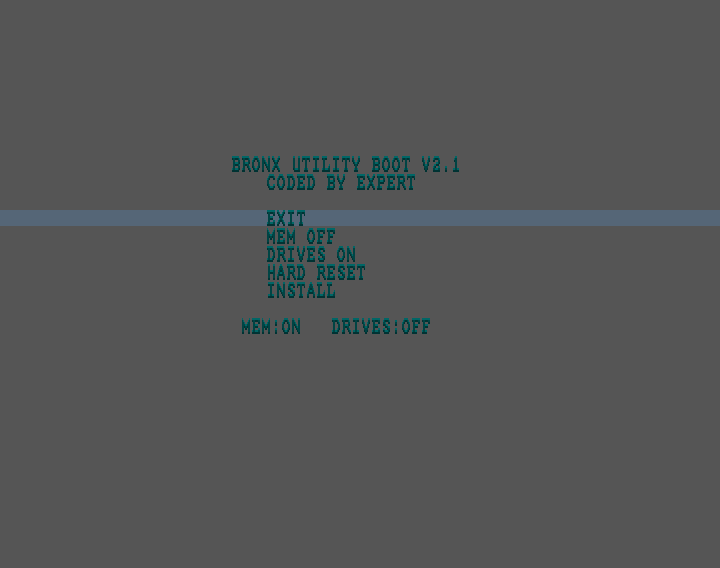 BRONX UTILITY BOOT V2.1
CODED BY EXPERT
EXIT
MEM OFF
DRIVES ON
HARD RESET
INSTALL
MEM:ON DRIVES:OFF